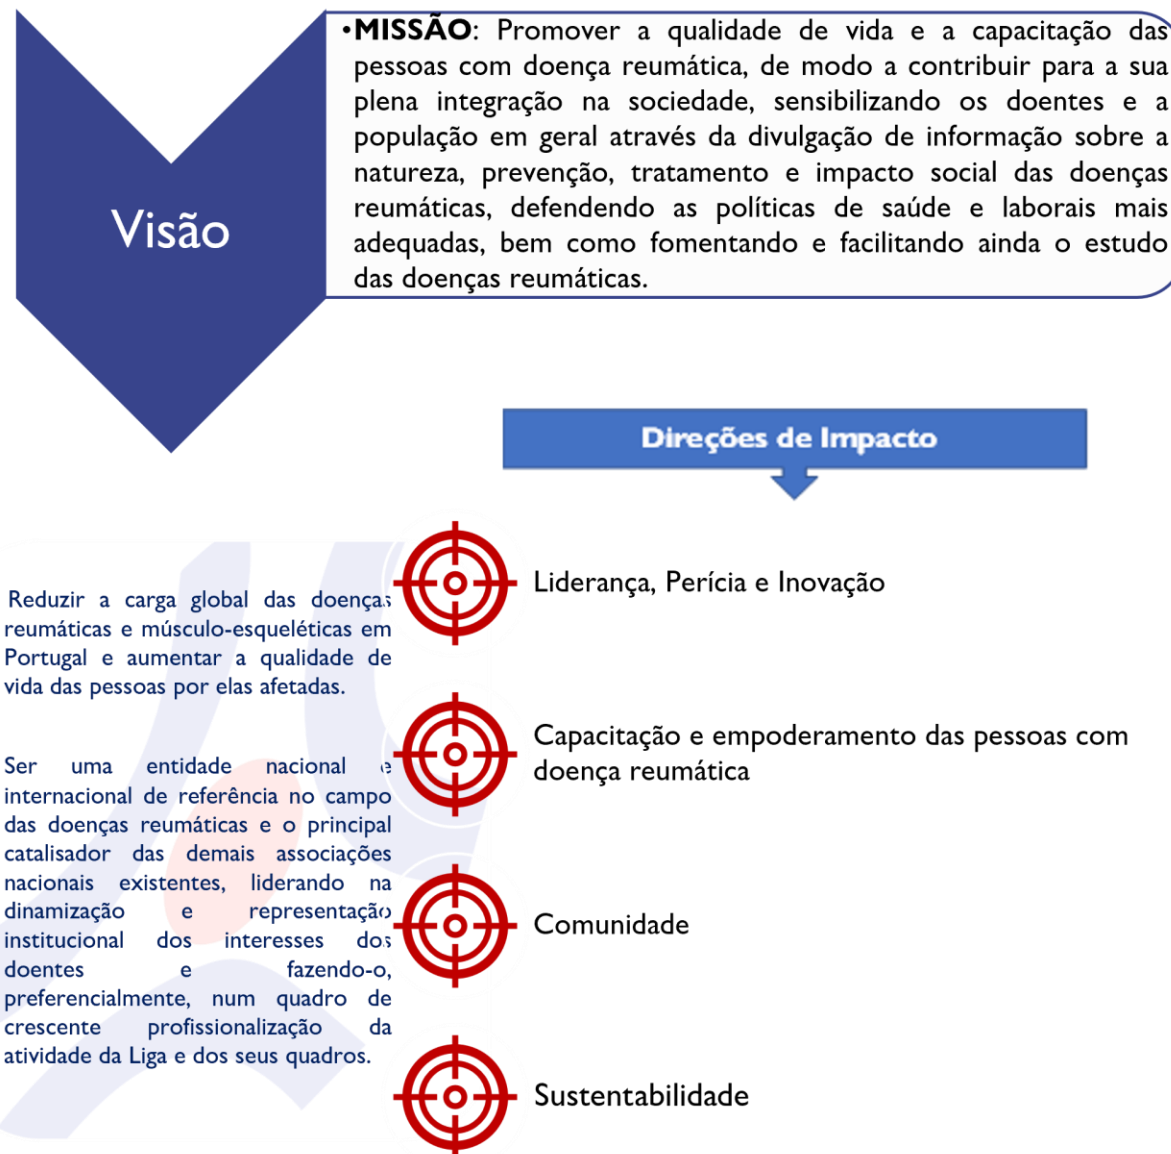 Visão
•MISSÃO: Promover a qualidade de vida e a capacitação das
pessoas com doença reumática, de modo a contribuir para a sua
plena integração na sociedade, sensibilizando os doentes e a
população em geral através da divulgação de informação sobre a
natureza, prevenção, tratamento e impacto social das doenças
reumáticas, defendendo as políticas de saúde e laborais mais
adequadas, bem como fomentando e facilitando ainda o estudo
das doenças reumáticas.
Direções de Impacto
Reduzir a carga global das doenças
reumáticas e músculo-esqueléticas em
Portugal e aumentar a qualidade de
vida das pessoas por elas afetadas.
Ser uma entidade nacional e
internacional de referência no campo
das doenças reumáticas e o principal
catalisador das demais associações
nacionais existentes, liderando na
dinamização e representação
institucional dos interesses dos
doentes e fazendo-o,
preferencialmente, num quadro de
crescente profissionalização da
atividade da Liga e dos seus quadros.
Liderança, Perícia e Inovação
Capacitação e empoderamento das pessoas com
doença reumática
Comunidade
Sustentabilidade